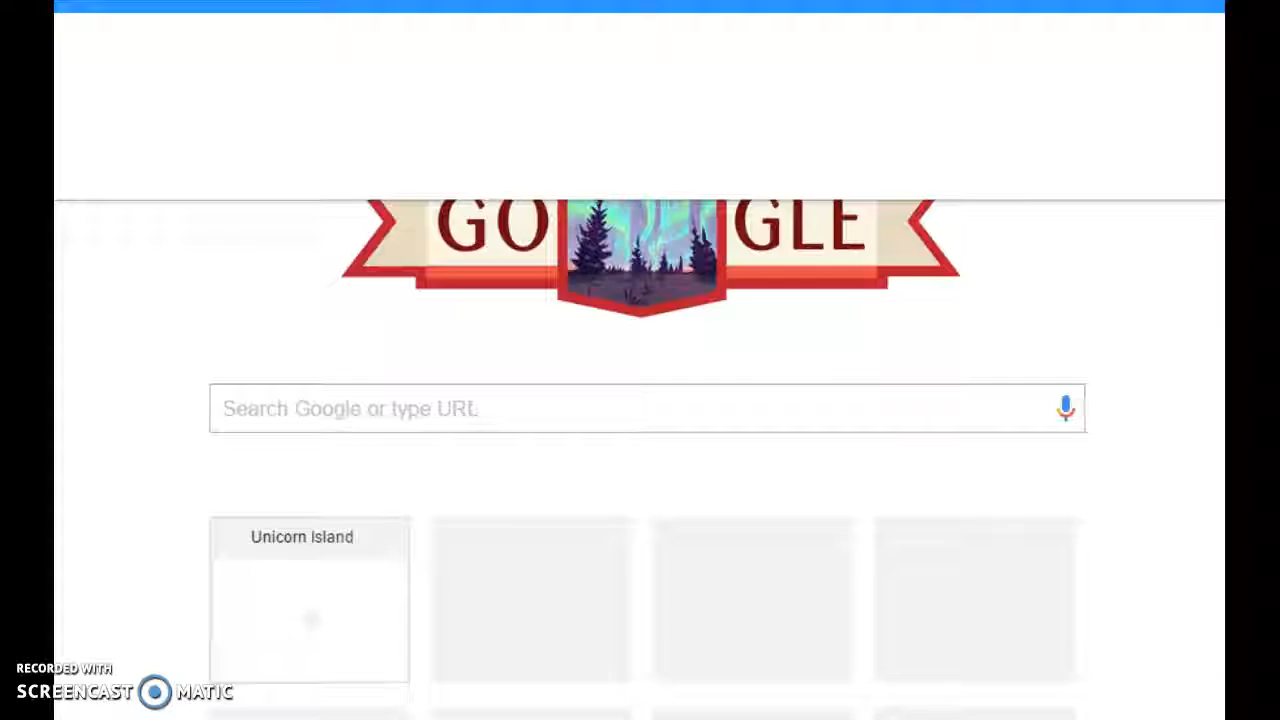 GO GLE
Search Google or type URL
Unicorn Island
RECORDED WITH
SCREENCAST MATIC